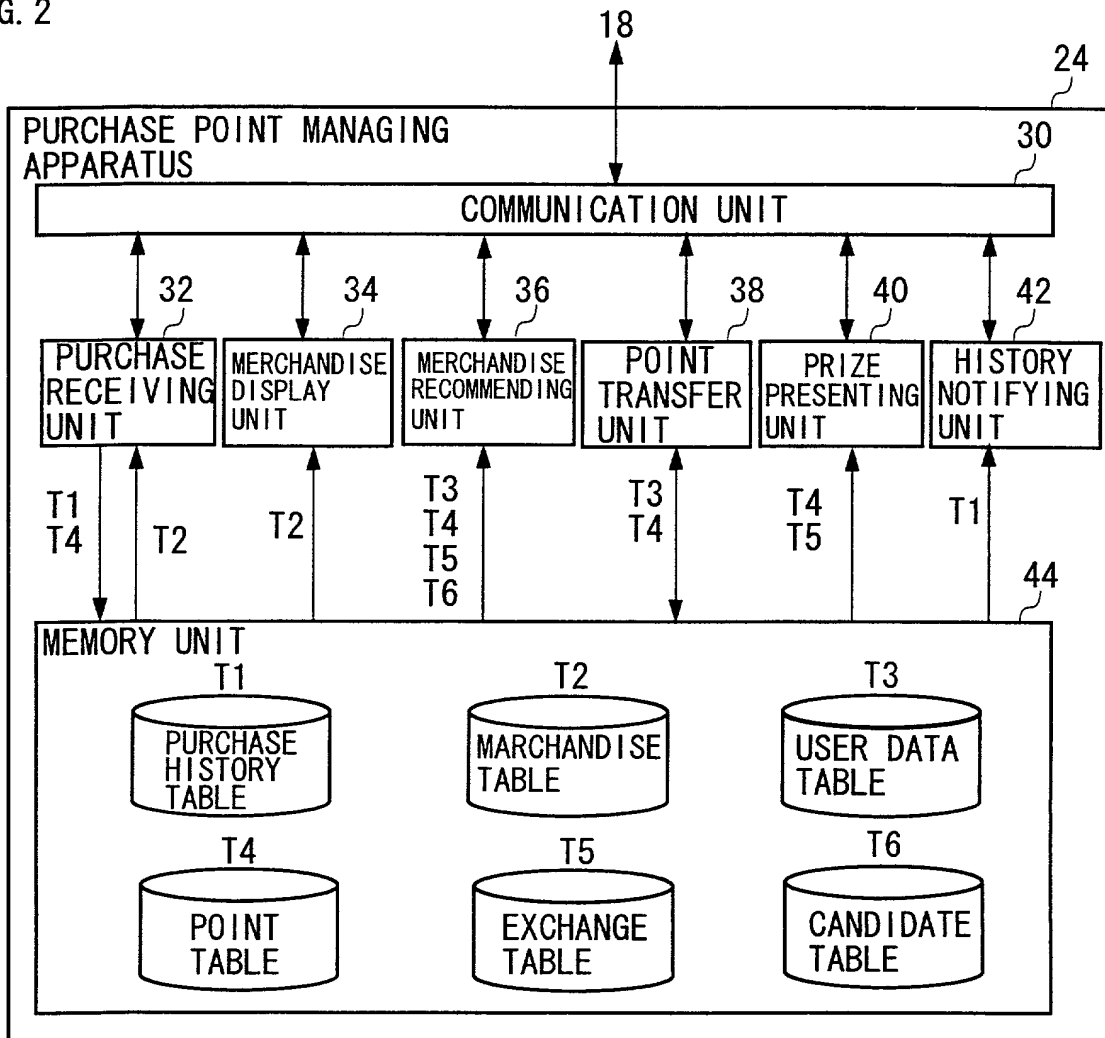 G. 2
18
24
PURCHASE POINT MANAGING
APPARATUS
30
COMMUNICATION UNIT
32
34
36
38
40
42
PURCHASE
RECEIVING
UNIT
MERCHANDISE
DISPLAY
UNIT
MERCHANDISE
RECOMMENDING
UNIT
POINT
TRANSFER
UNIT
PRIZE
PRESENTING
UNIT
HISTORY
NOTIFYING
UNIT
T1
T4
T2
T2
T3
T4
T5
T6
T3
T4
T4
T5
T1
44
MEMORY UNIT
T1
PURCHASE
HISTORY
TABLE
T2
MARCHANDISE
TABLE
T3
USER DATA
TABLE
T4
POINT
TABLE
T5
EXCHANGE
TABLE
T6
CANDIDATE
TABLE